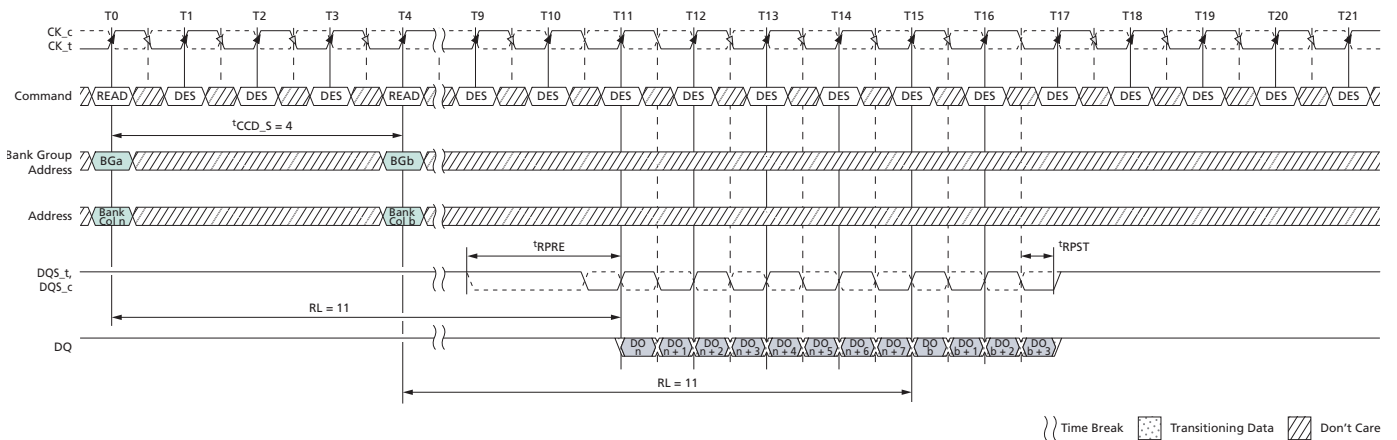 T0 T1 T2 T3 T4 T9 T10 T11 T12 T13 T14 T15 T16 T17 T18 T19 T20 T21
CK_c
CK_t
Command READ DES DES DES READ DES DES DES DES DES DES DES DES DES DES DES DES DES
tCCD_S = 4
Bank Group
Address
BGa BGb
Address
Bank
Col n
Bank
Col b
tRPRE tRPST
DQS_t,
DQS_c
RL = 11
DQ
DO
n
DO
n + 1
DO
n + 2
DO
n + 3
DO
n + 4
DO
n + 5
DO
n + 6
DO
n + 7
DO
b
DO
b + 1
DO
b + 2
DO
b + 3
RL = 11
Time Break Transitioning Data Don't Care